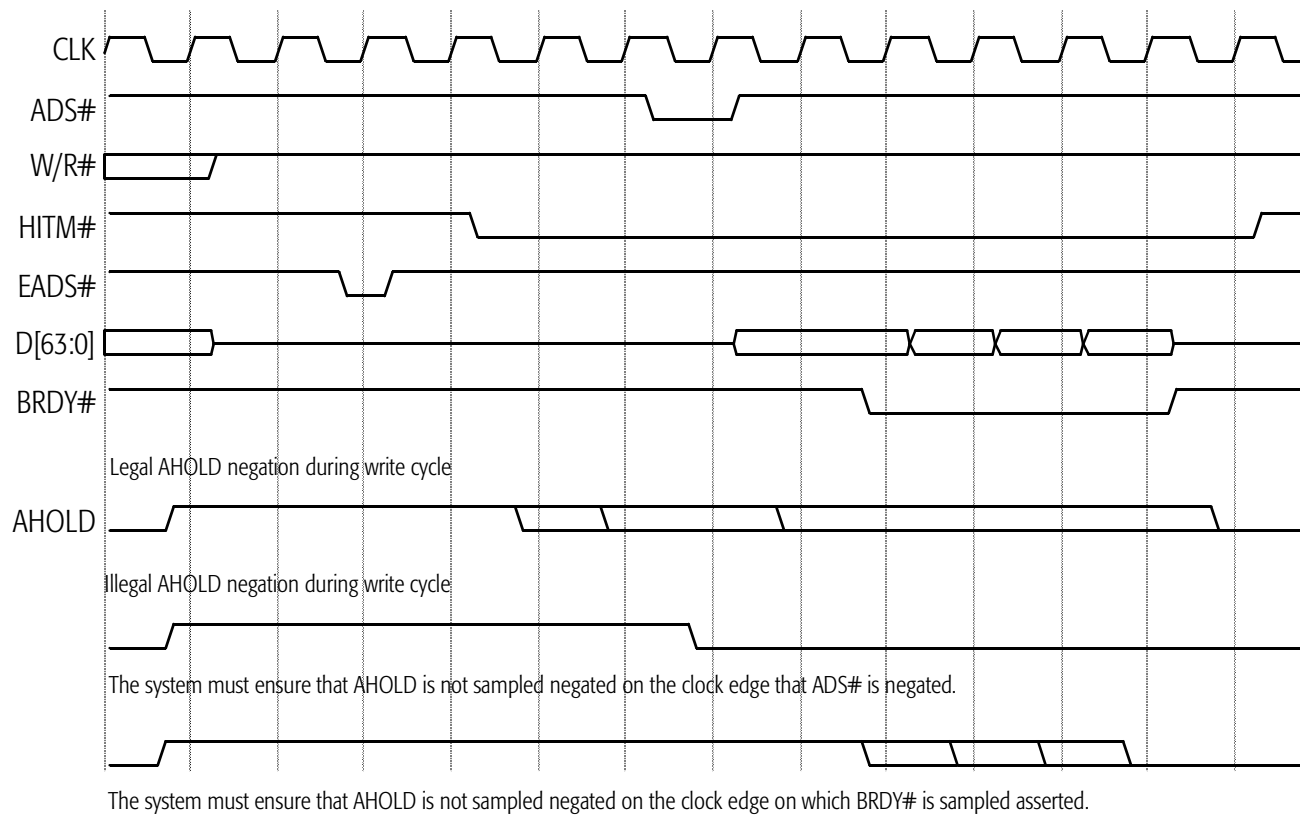 CLK
ADS#
W/R#
HITM#
EADS#
D[63:0]
BRDY#
Legal AHOLD negation during write cycle
AHOLD
Illegal AHOLD negation during write cycle
The system must ensure that AHOLD is not sampled negated on the clock edge that ADS# is negated.
The system must ensure that AHOLD is not sampled negated on the clock edge on which BRDY# is sampled asserted.